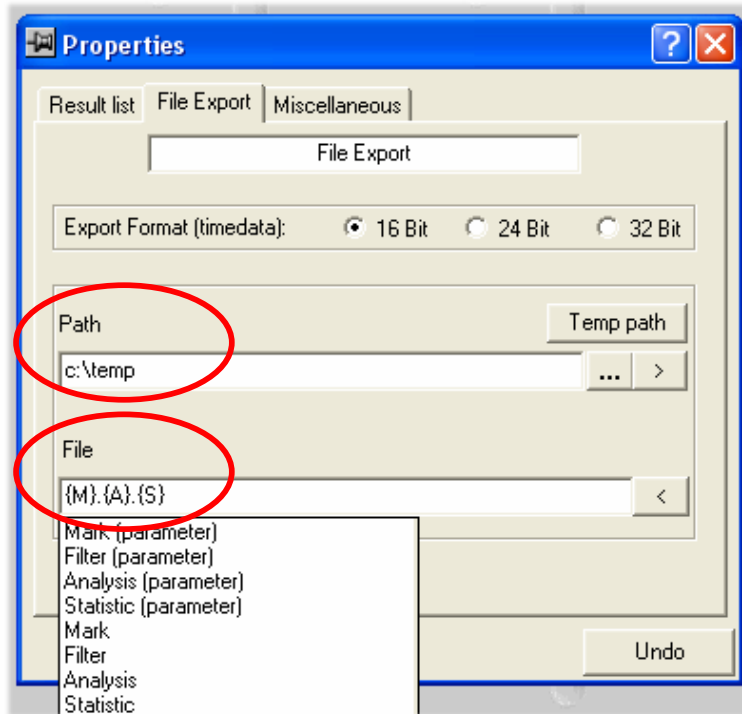 Properties
Result list File Export Miscellaneous
File Export
Export Format (timedata): 16 Bit 24 Bit 32 Bit
Path Temp path
c:\temp ... >
File
{M}.{A}.{S} <
Mark (parameter)
Filter (parameter)
Analysis (parameter)
Statistic (parameter)
Mark
Filter
Analysis
Statistic
Undo